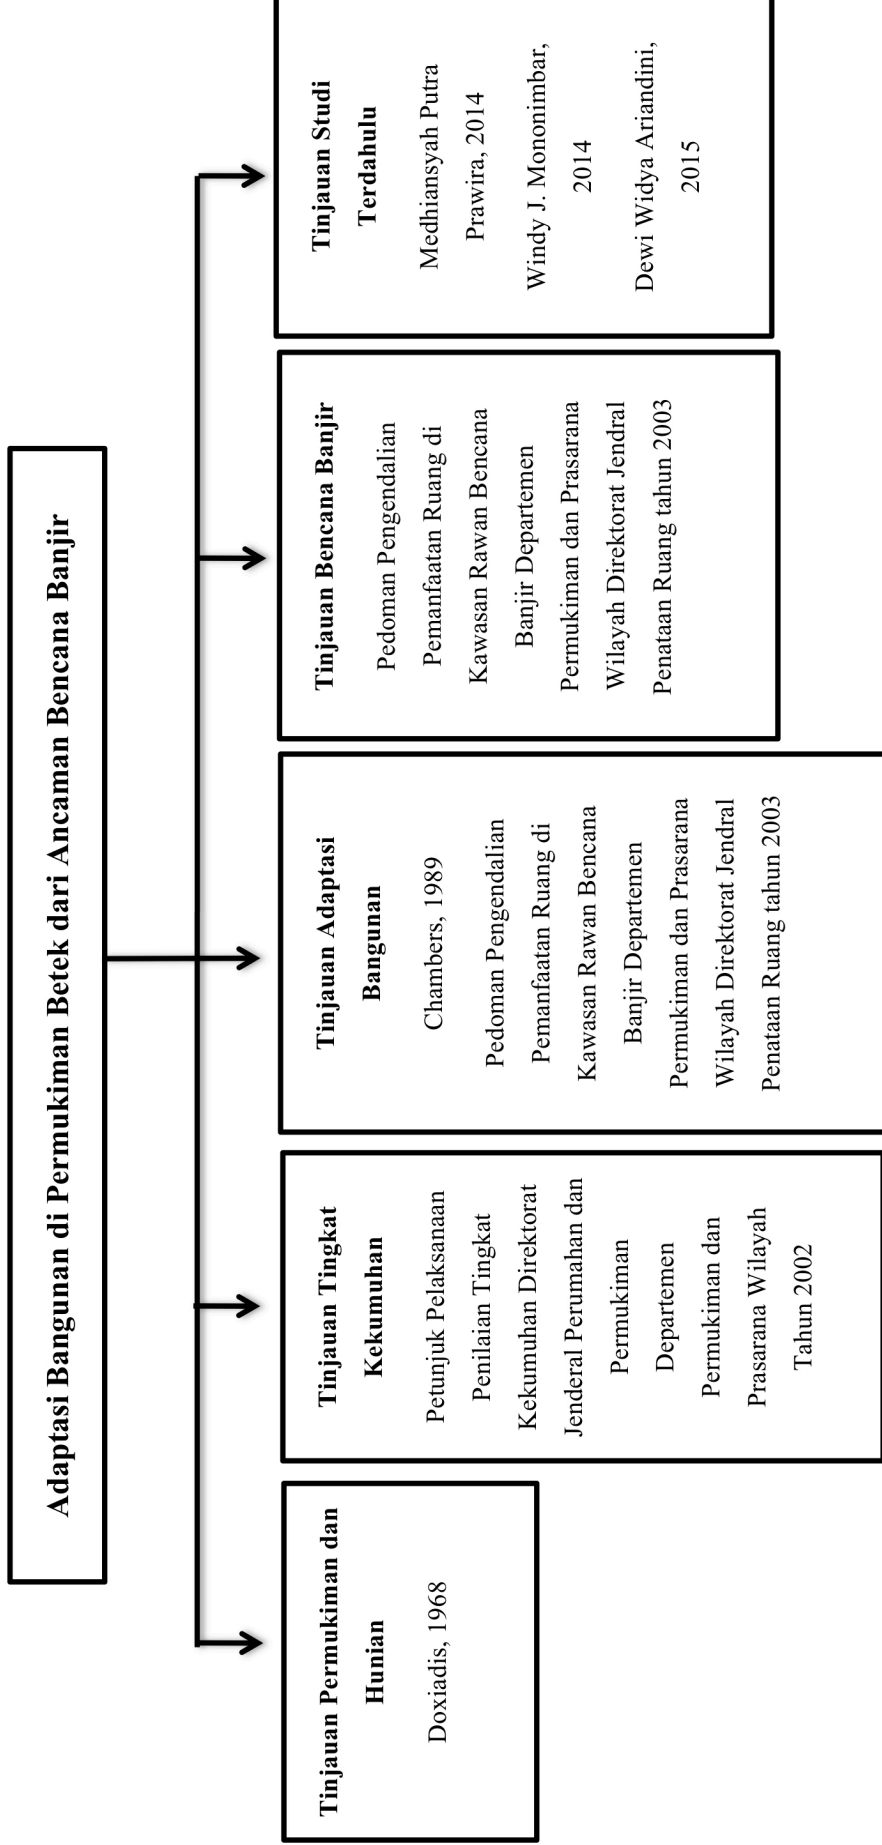 Adaptasi Bangunan di Permukiman Betek dari Ancaman Bencana Banjir
Tinjauan Permukiman dan
Hunian
Doxiadis, 1968
Tinjauan Tingkat
Kekumuhan
Petunjuk Pelaksanaan
Penilaian Tingkat
Kekumuhan Direktorat
Jenderal Perumahan dan
Permukiman
Departemen
Permukiman dan
Prasarana Wilayah
Tahun 2002
Tinjauan Adaptasi
Bangunan
Chambers, 1989
Pedoman Pengendalian
Pemanfaatan Ruang di
Kawasan Rawan Bencana
Banjir Departemen
Permukiman dan Prasarana
Wilayah Direktorat Jendral
Penataan Ruang tahun 2003
Tinjauan Bencana Banjir
Pedoman Pengendalian
Pemanfaatan Ruang di
Kawasan Rawan Bencana
Banjir Departemen
Permukiman dan Prasarana
Wilayah Direktorat Jendral
Penataan Ruang tahun 2003
Tinjauan Studi
Terdahulu
Medhiansyah Putra
Prawira, 2014
Windy J. Mononimbar,
2014
Dewi Widya Ariandini,
2015